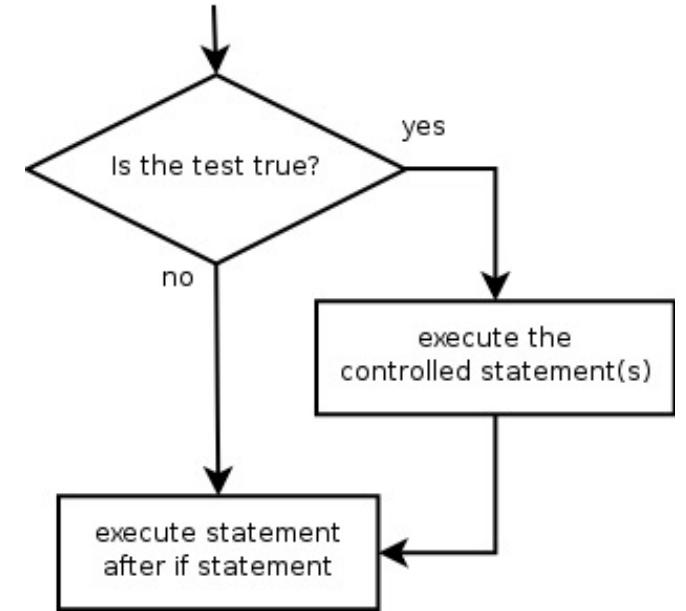 yes
Is the test true?
no
execute the
controlled statement(s)
execute statement
after if statement